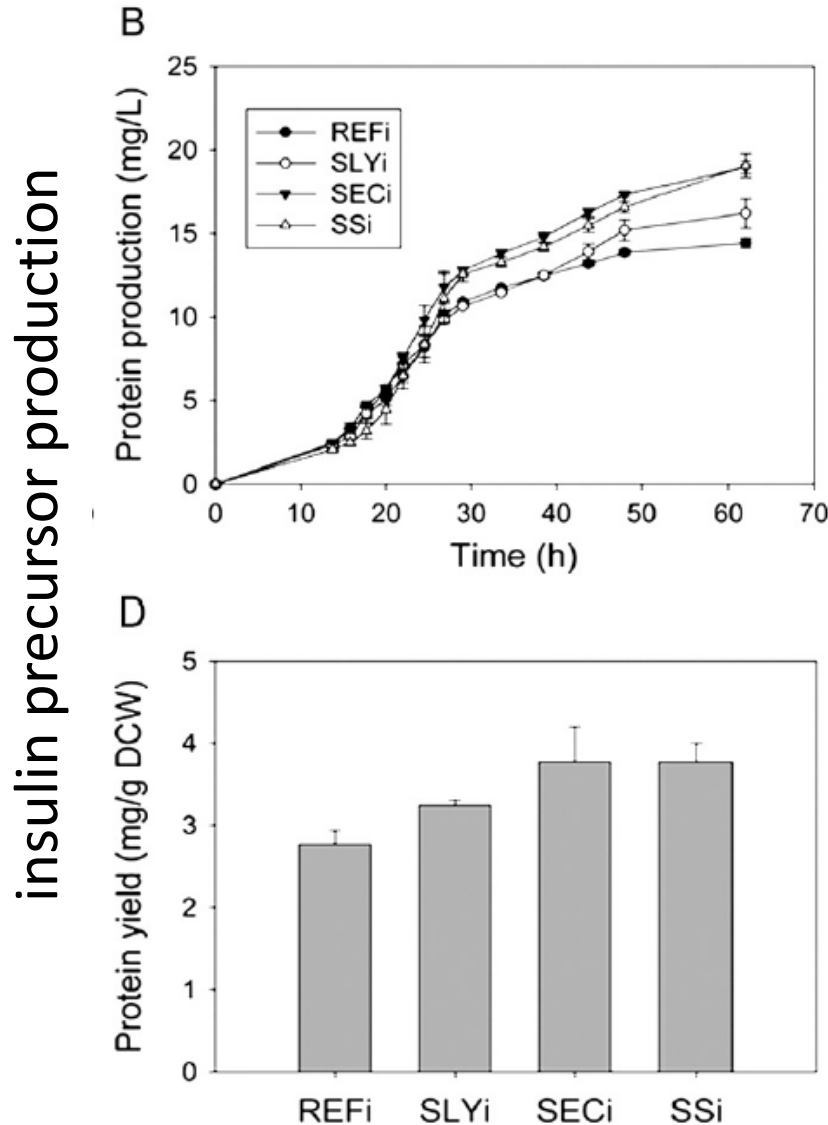 insulin precursor production
B
Protein production (mg/L)
25
20
15
10
5
0
REFi
SLYi
SECi
SSi
0 10 20 30 40 50 60 70
Time (h)
D
Protein yield (mg/g DCW)
5
4
3
2
1
0
REFi SLYi SECi SSi